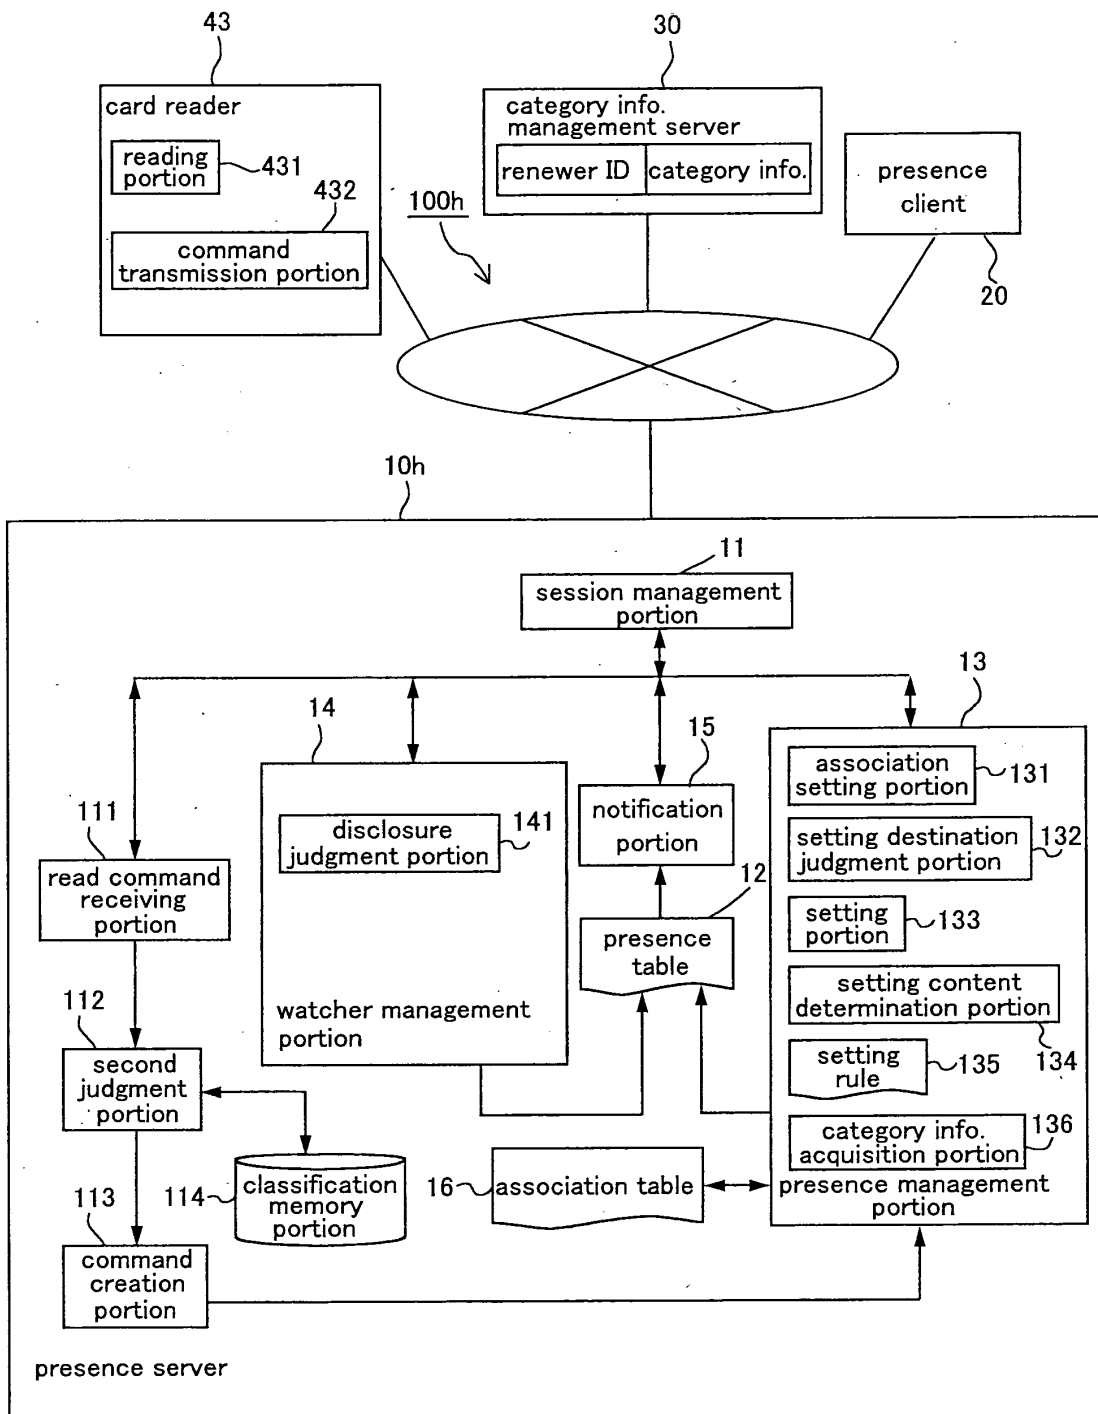 43
30
card reader
category info.
management server
reading
portion
431
renewer ID
category info.
presence
client
432
100h
command
transmission portion
20
10h
11
session management
portion
13
14
15
association
setting portion
131
111
disclosure
judgment portion
141
notification
portion
setting destination
judgment portion
132
read command
receiving
portion
12
setting
portion
133
presence
table
112
watcher management
portion
setting content
determination portion
134
second
judgment
portion
setting
rule
135
category info.
acquisition portion
136
113
114
classification
memory
portion
16
association table
presence management
portion
command
creation
portion
presence server